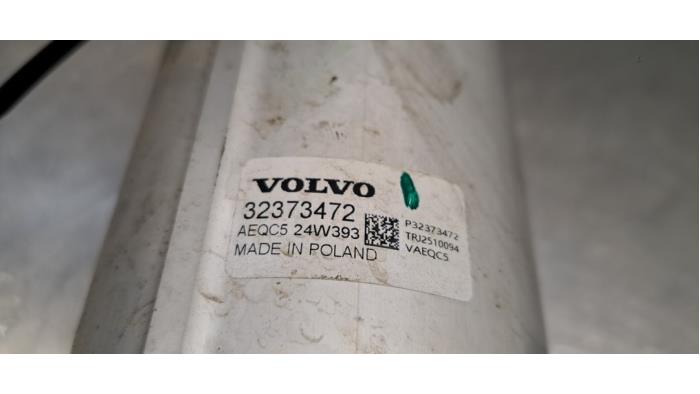 VOLVO
32373472
AEQC5 24W393
MADE IN POLAND
P32373472
TRJ2510094
VAEQC5